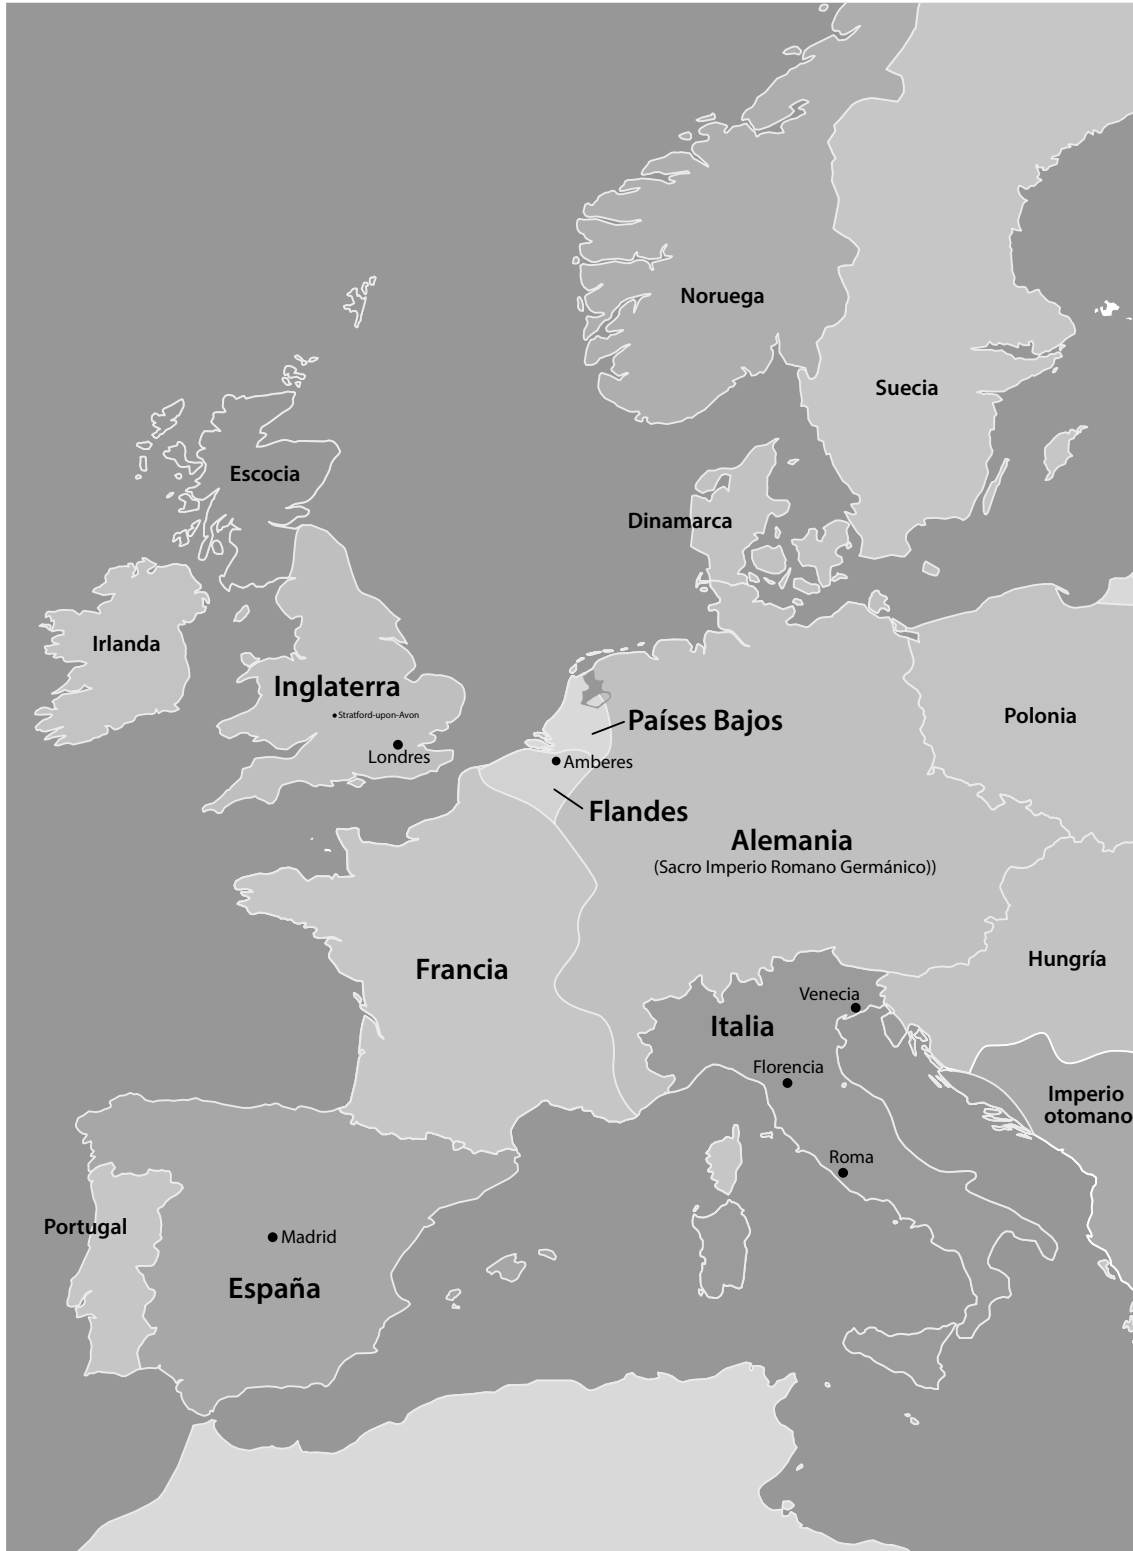 Noruega
Suecia
Escocia
Dinamarca
Irlanda
Inglaterra
Stratford-upon-Avon
Londres
Países Bajos
Polonia
Amberes
Flandes
Alemania
(Sacro Imperio Romano Germánico))
Francia
Hungría
Venecia
Italia
Florencia
Imperio
otomano
Roma
Portugal
Madrid
España